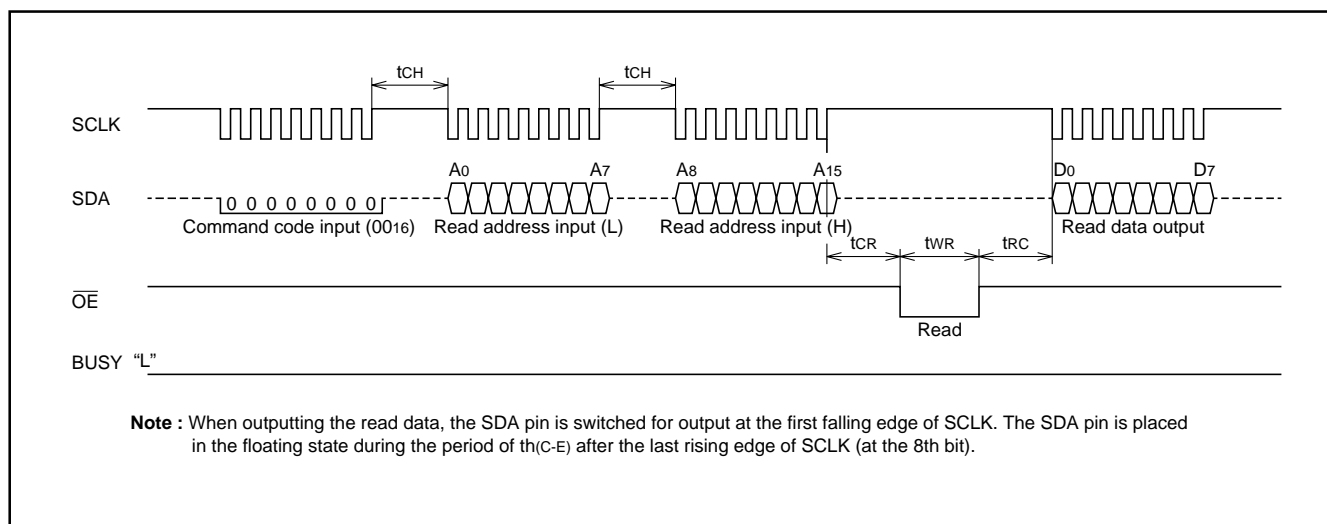 tCH tCH
SCLK
A0 A7 A8 A15 D0 D7
SDA 0 0 0 0 0 0 0 0
Command code input (0016) Read address input (L) Read address input (H) Read data output
tCR tWR tRC
OE
Read
BUSY “L”
Note : When outputting the read data, the SDA pin is switched for output at the first falling edge of SCLK. The SDA pin is placed
in the floating state during the period of th(C-E) after the last rising edge of SCLK (at the 8th bit).